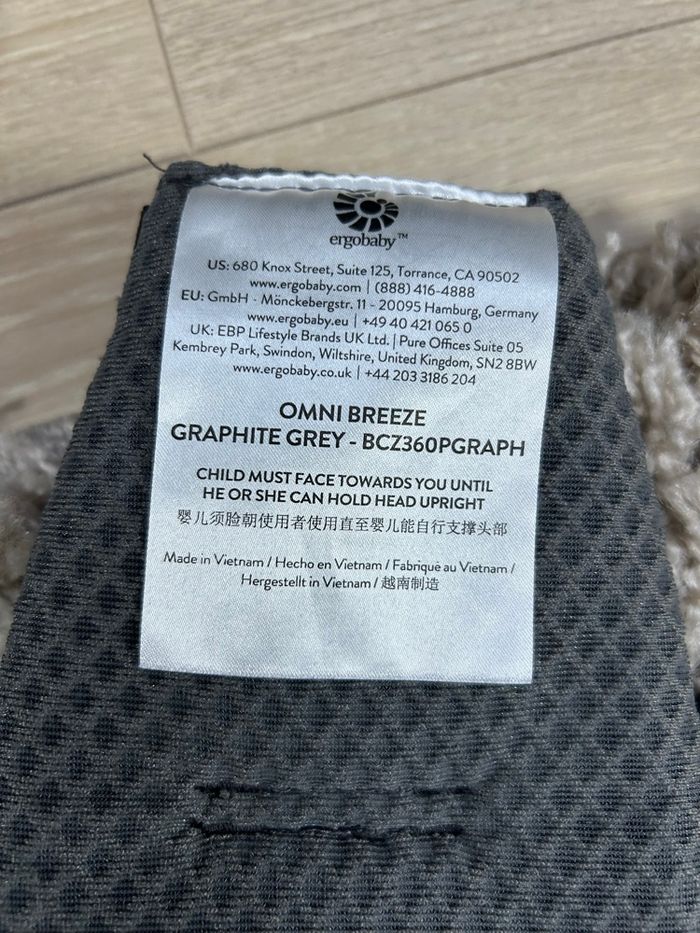 ergobaby™
US: 680 Knox Street, Suite 125, Torrance, CA 90502
www.ergobaby.com | (888) 416-4888
EU: GmbH - Mönckebergstr. 11 - 20095 Hamburg, Germany
www.ergobaby.eu | +49 40 421 065 0
UK: EBP Lifestyle Brands UK Ltd. | Pure Offices Suite 05
Kembrey Park, Swindon, Wiltshire, United Kingdom, SN2 8BW
www.ergobaby.co.uk | +44 203 3186 204
OMNI BREEZE
GRAPHITE GREY - BCZ360PGRAPH
CHILD MUST FACE TOWARDS YOU UNTIL
HE OR SHE CAN HOLD HEAD UPRIGHT
婴儿须脸朝使用者使用直至婴儿能自行支撑头部
Made in Vietnam / Hecho en Vietnam / Fabriqué au Vietnam /
Hergestellt in Vietnam / 越南制造